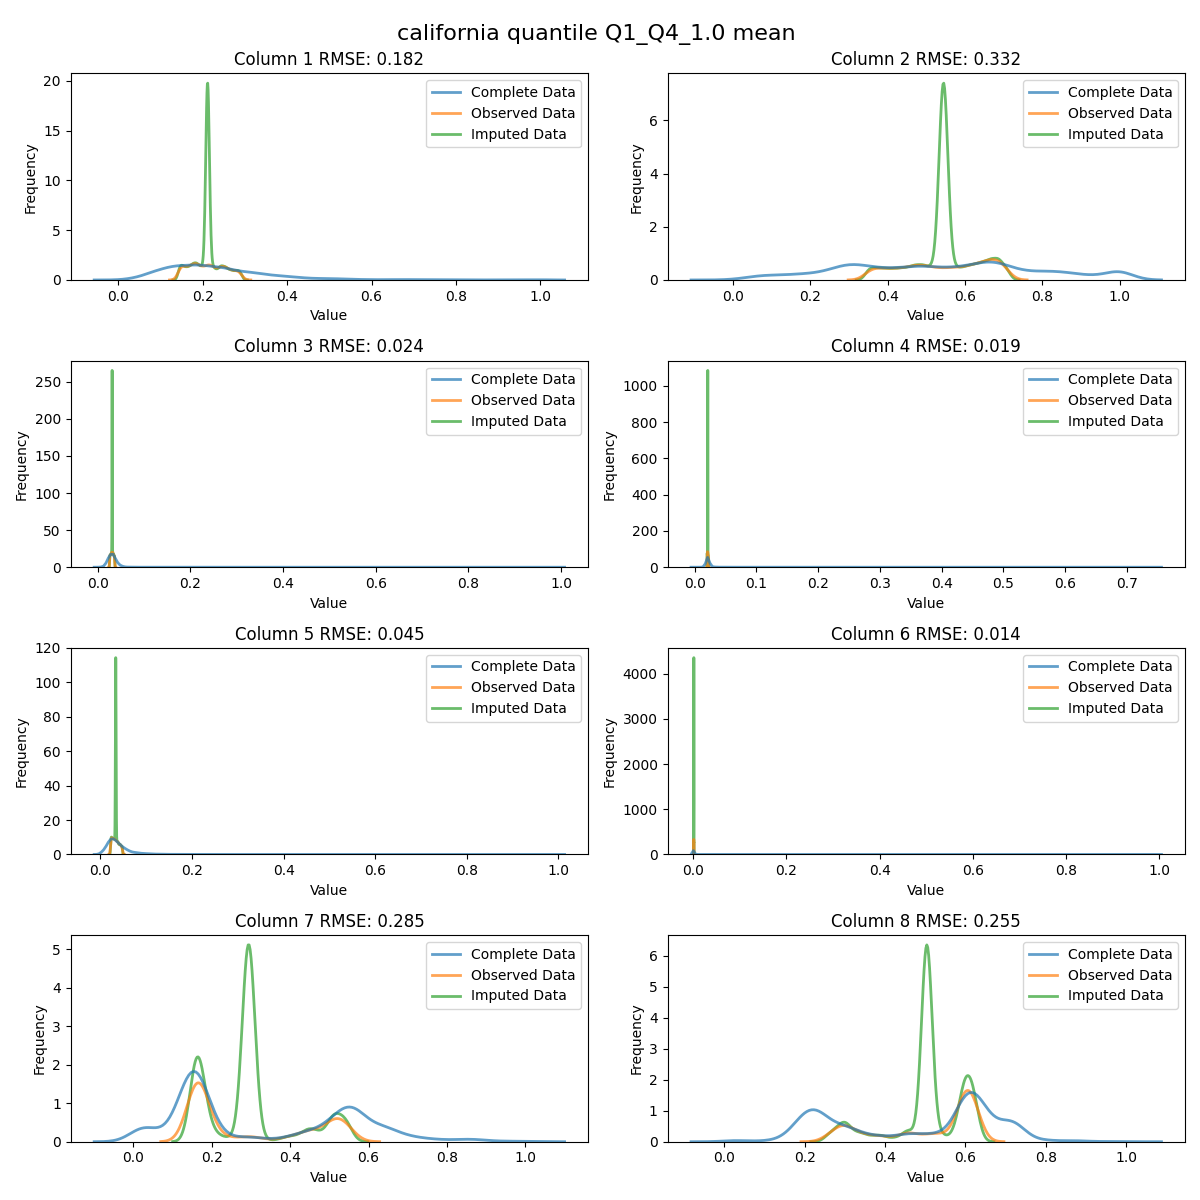 california quantile Q1_Q4_1.0 mean
Column 1 RMSE: 0.182
Frequency
20
15
10
5
0
0.0 0.2 0.4 0.6 0.8 1.0
Value
Complete Data
Observed Data
Imputed Data
Column 2 RMSE: 0.332
Frequency
6
4
2
0
0.0 0.2 0.4 0.6 0.8 1.0
Value
Complete Data
Observed Data
Imputed Data
Column 3 RMSE: 0.024
Frequency
250
200
150
100
50
0
0.0 0.2 0.4 0.6 0.8 1.0
Value
Complete Data
Observed Data
Imputed Data
Column 4 RMSE: 0.019
Frequency
1000
800
600
400
200
0
0.0 0.1 0.2 0.3 0.4 0.5 0.6 0.7
Value
Complete Data
Observed Data
Imputed Data
Column 5 RMSE: 0.045
Frequency
120
100
80
60
40
20
0
0.0 0.2 0.4 0.6 0.8 1.0
Value
Complete Data
Observed Data
Imputed Data
Column 6 RMSE: 0.014
Frequency
4000
3000
2000
1000
0
0.0 0.2 0.4 0.6 0.8 1.0
Value
Complete Data
Observed Data
Imputed Data
Column 7 RMSE: 0.285
Frequency
5
4
3
2
1
0
0.0 0.2 0.4 0.6 0.8 1.0
Value
Complete Data
Observed Data
Imputed Data
Column 8 RMSE: 0.255
Frequency
6
5
4
3
2
1
0
0.0 0.2 0.4 0.6 0.8 1.0
Value
Complete Data
Observed Data
Imputed Data